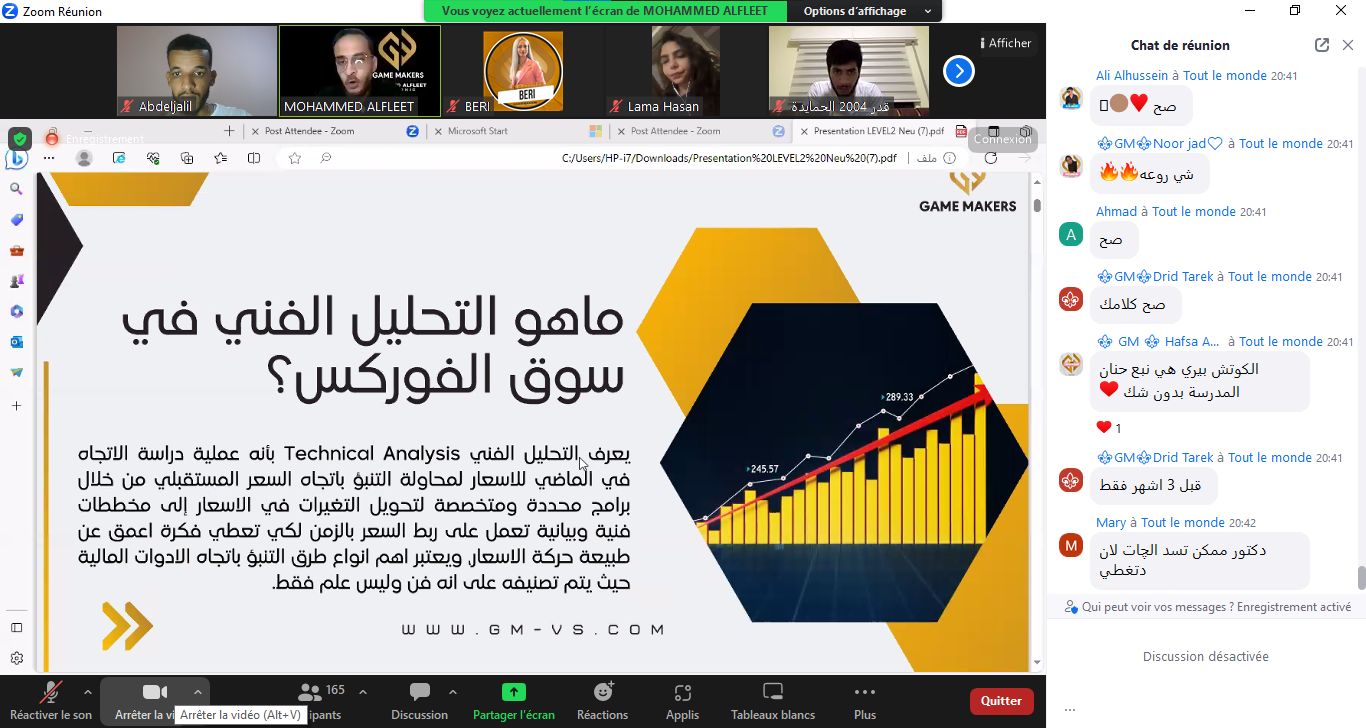 Zoom Réunion
Vous voyez actuellement l'écran de MOHAMMED ALFLEET
Options d'affichage
Afficher
GAME MAKERS
Abdeljalil
MOHAMMED ALFLEET
BERI
BERI
Lama Hasan
قدر 2004 الحمايدة
Enregistrement
Post Attendee - Zoom
Microsoft Start
Post Attendee - Zoom
Presentation LEVEL2 Neu (7).pdf
Connexion
C:/Users/HP-i7/Downloads/Presentation%20LEVEL2%20Neu%20(7).pdf
ملف
GAME MAKERS
ماهو التحليل الفني في
سوق الفوركس؟
يعرف التحليل الفني Technical Analysis بأنه عملية دراسة الاتجاه
في الماضي للاسعار لمحاولة التنبؤ باتجاه السعر المستقبلي من خلال
برامج محددة ومتخصصة لتحويل التغيرات في الاسعار إلى مخططات
فنية وبيانية تعمل على ربط السعر بالزمن لكي تعطي فكرة اعمق عن
طبيعة حركة الاسعار, ويعتبر اهم انواع طرق التنبؤ باتجاه الادوات المالية
حيث يتم تصنيفه على انه فن وليس علم فقط.
245.57
289.33
WWW.GM-VS.COM
Réactiver le son
Arrêter la vi
Arrêter la vidéo (Alt+V)
ipants
165
Discussion
Partager l'écran
Réactions
Applis
Tableaux blancs
Plus
Quitter
Chat de réunion
Ali Alhussein à Tout le monde 20:41
صح ❤️
⚜️GM⚜️Noor jad♡ à Tout le monde 20:41
شي روعه🔥🔥
Ahmad à Tout le monde 20:41
A
صح
⚜️GM⚜️Drid Tarek à Tout le monde 20:41
صح كلامك
⚜️ GM ⚜️ Hafsa A... à Tout le monde 20:41
الكوتش بيري هي نبع حنان
المدرسة بدون شك ❤️
❤️ 1
⚜️GM⚜️Drid Tarek à Tout le monde 20:41
قبل 3 اشهر فقط
Mary à Tout le monde 20:42
M
دكتور ممكن تسد الچات لان
دتغطي
Qui peut voir vos messages ? Enregistrement activé
Discussion désactivée
...